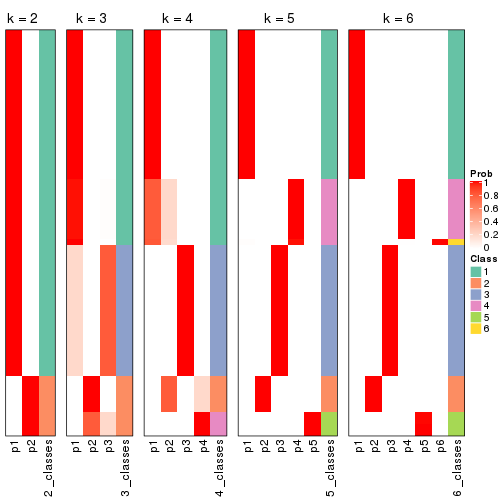 k = 2
k = 3
k = 4
k = 5
k = 6
Prob
1
0.8
0.6
0.4
0.2
0
Class
1
2
3
4
5
6
p1
p2
2_classes
p1
p2
p3
3_classes
p1
p2
p3
p4
4_classes
p1
p2
p3
p4
p5
5_classes
p1
p2
p3
p4
p5
p6
6_classes